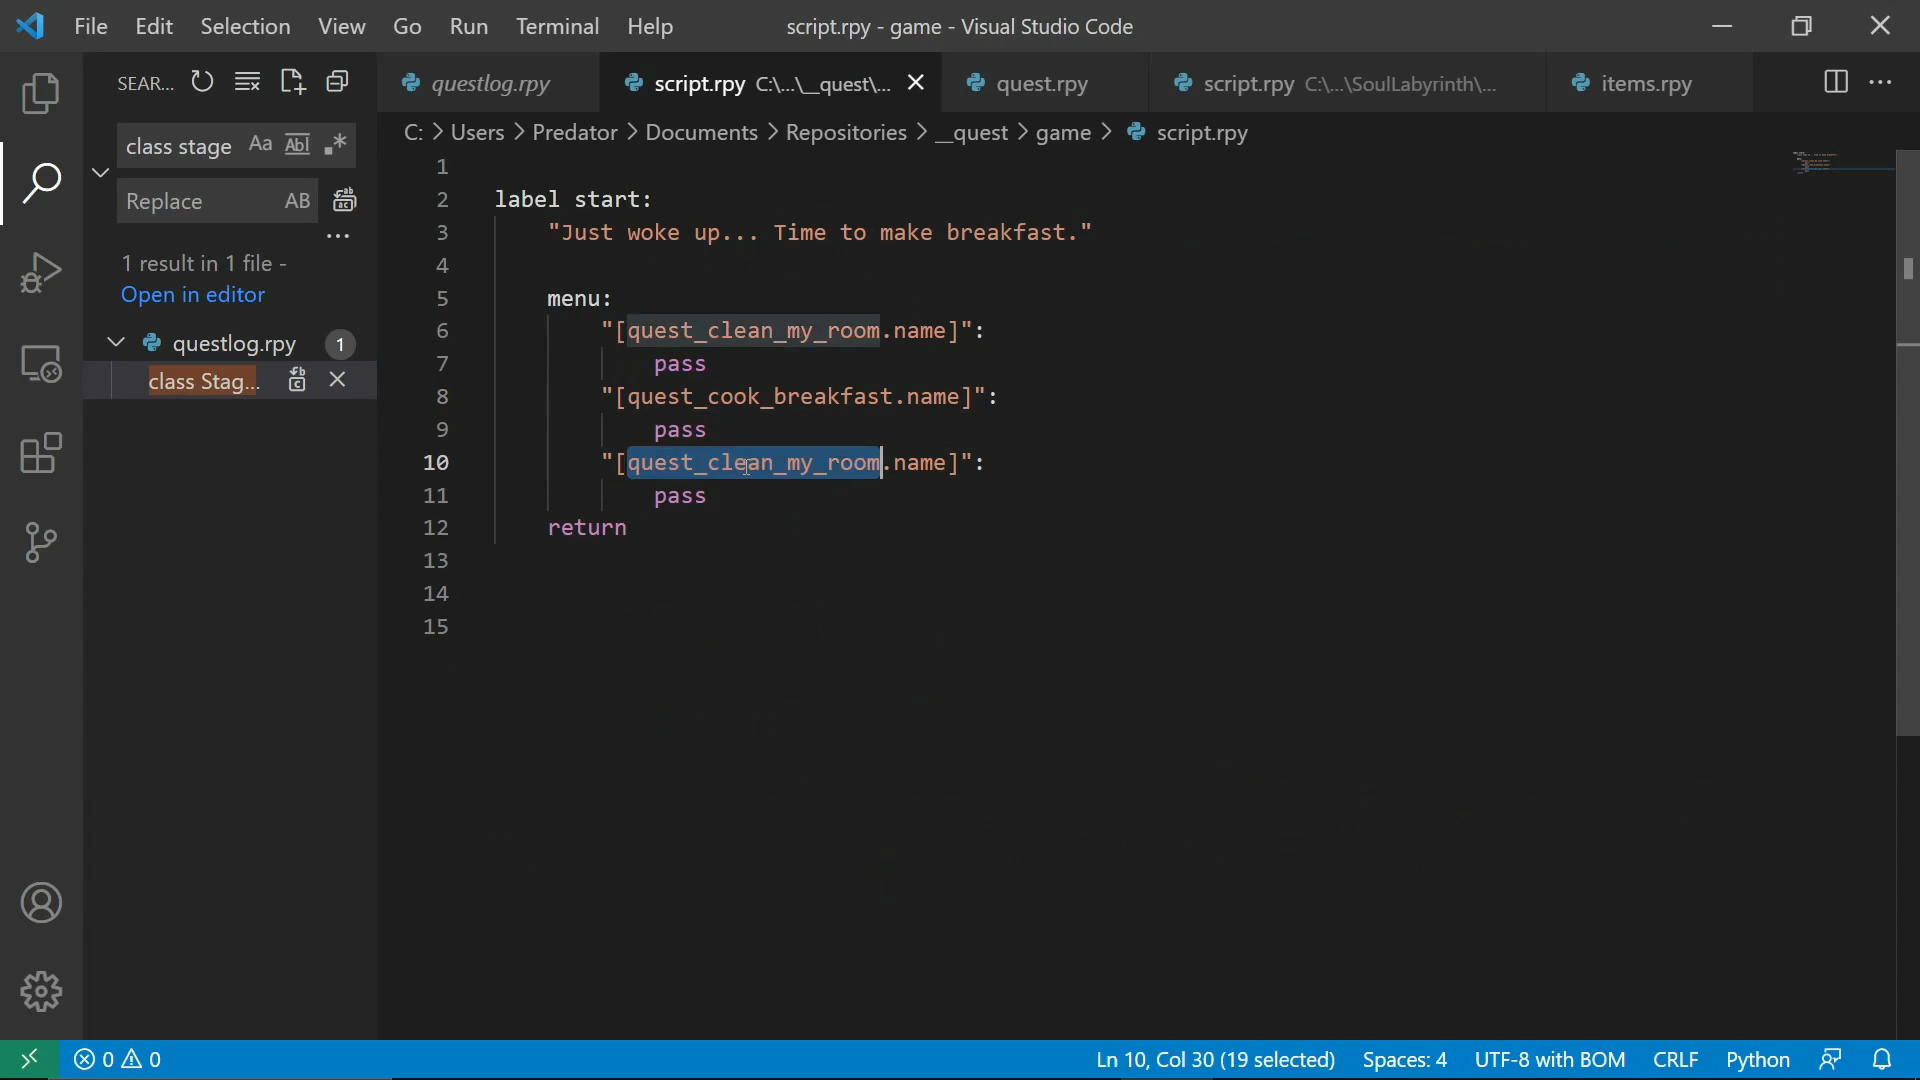 File Edit Selection View Go Run Terminal Help script.rpy - game - Visual Studio Code
SEAR... questlog.rpy script.rpy C:\...\__quest\... quest.rpy script.rpy C:\...\SoulLabyrinth\... items.rpy
C: > Users > Predator > Documents > Repositories > __quest > game > script.rpy
class stage Aa Abl .*
Replace AB
...
1 result in 1 file -
Open in editor
questlog.rpy 1
class Stag...
1
2 label start:
3 "Just woke up... Time to make breakfast."
4
5 menu:
6 "[quest_clean_my_room.name]":
7 pass
8 "[quest_cook_breakfast.name]":
9 pass
10 "[quest_clean_my_room.name]":
11 pass
12 return
13
14
15
0 0 Ln 10, Col 30 (19 selected) Spaces: 4 UTF-8 with BOM CRLF Python